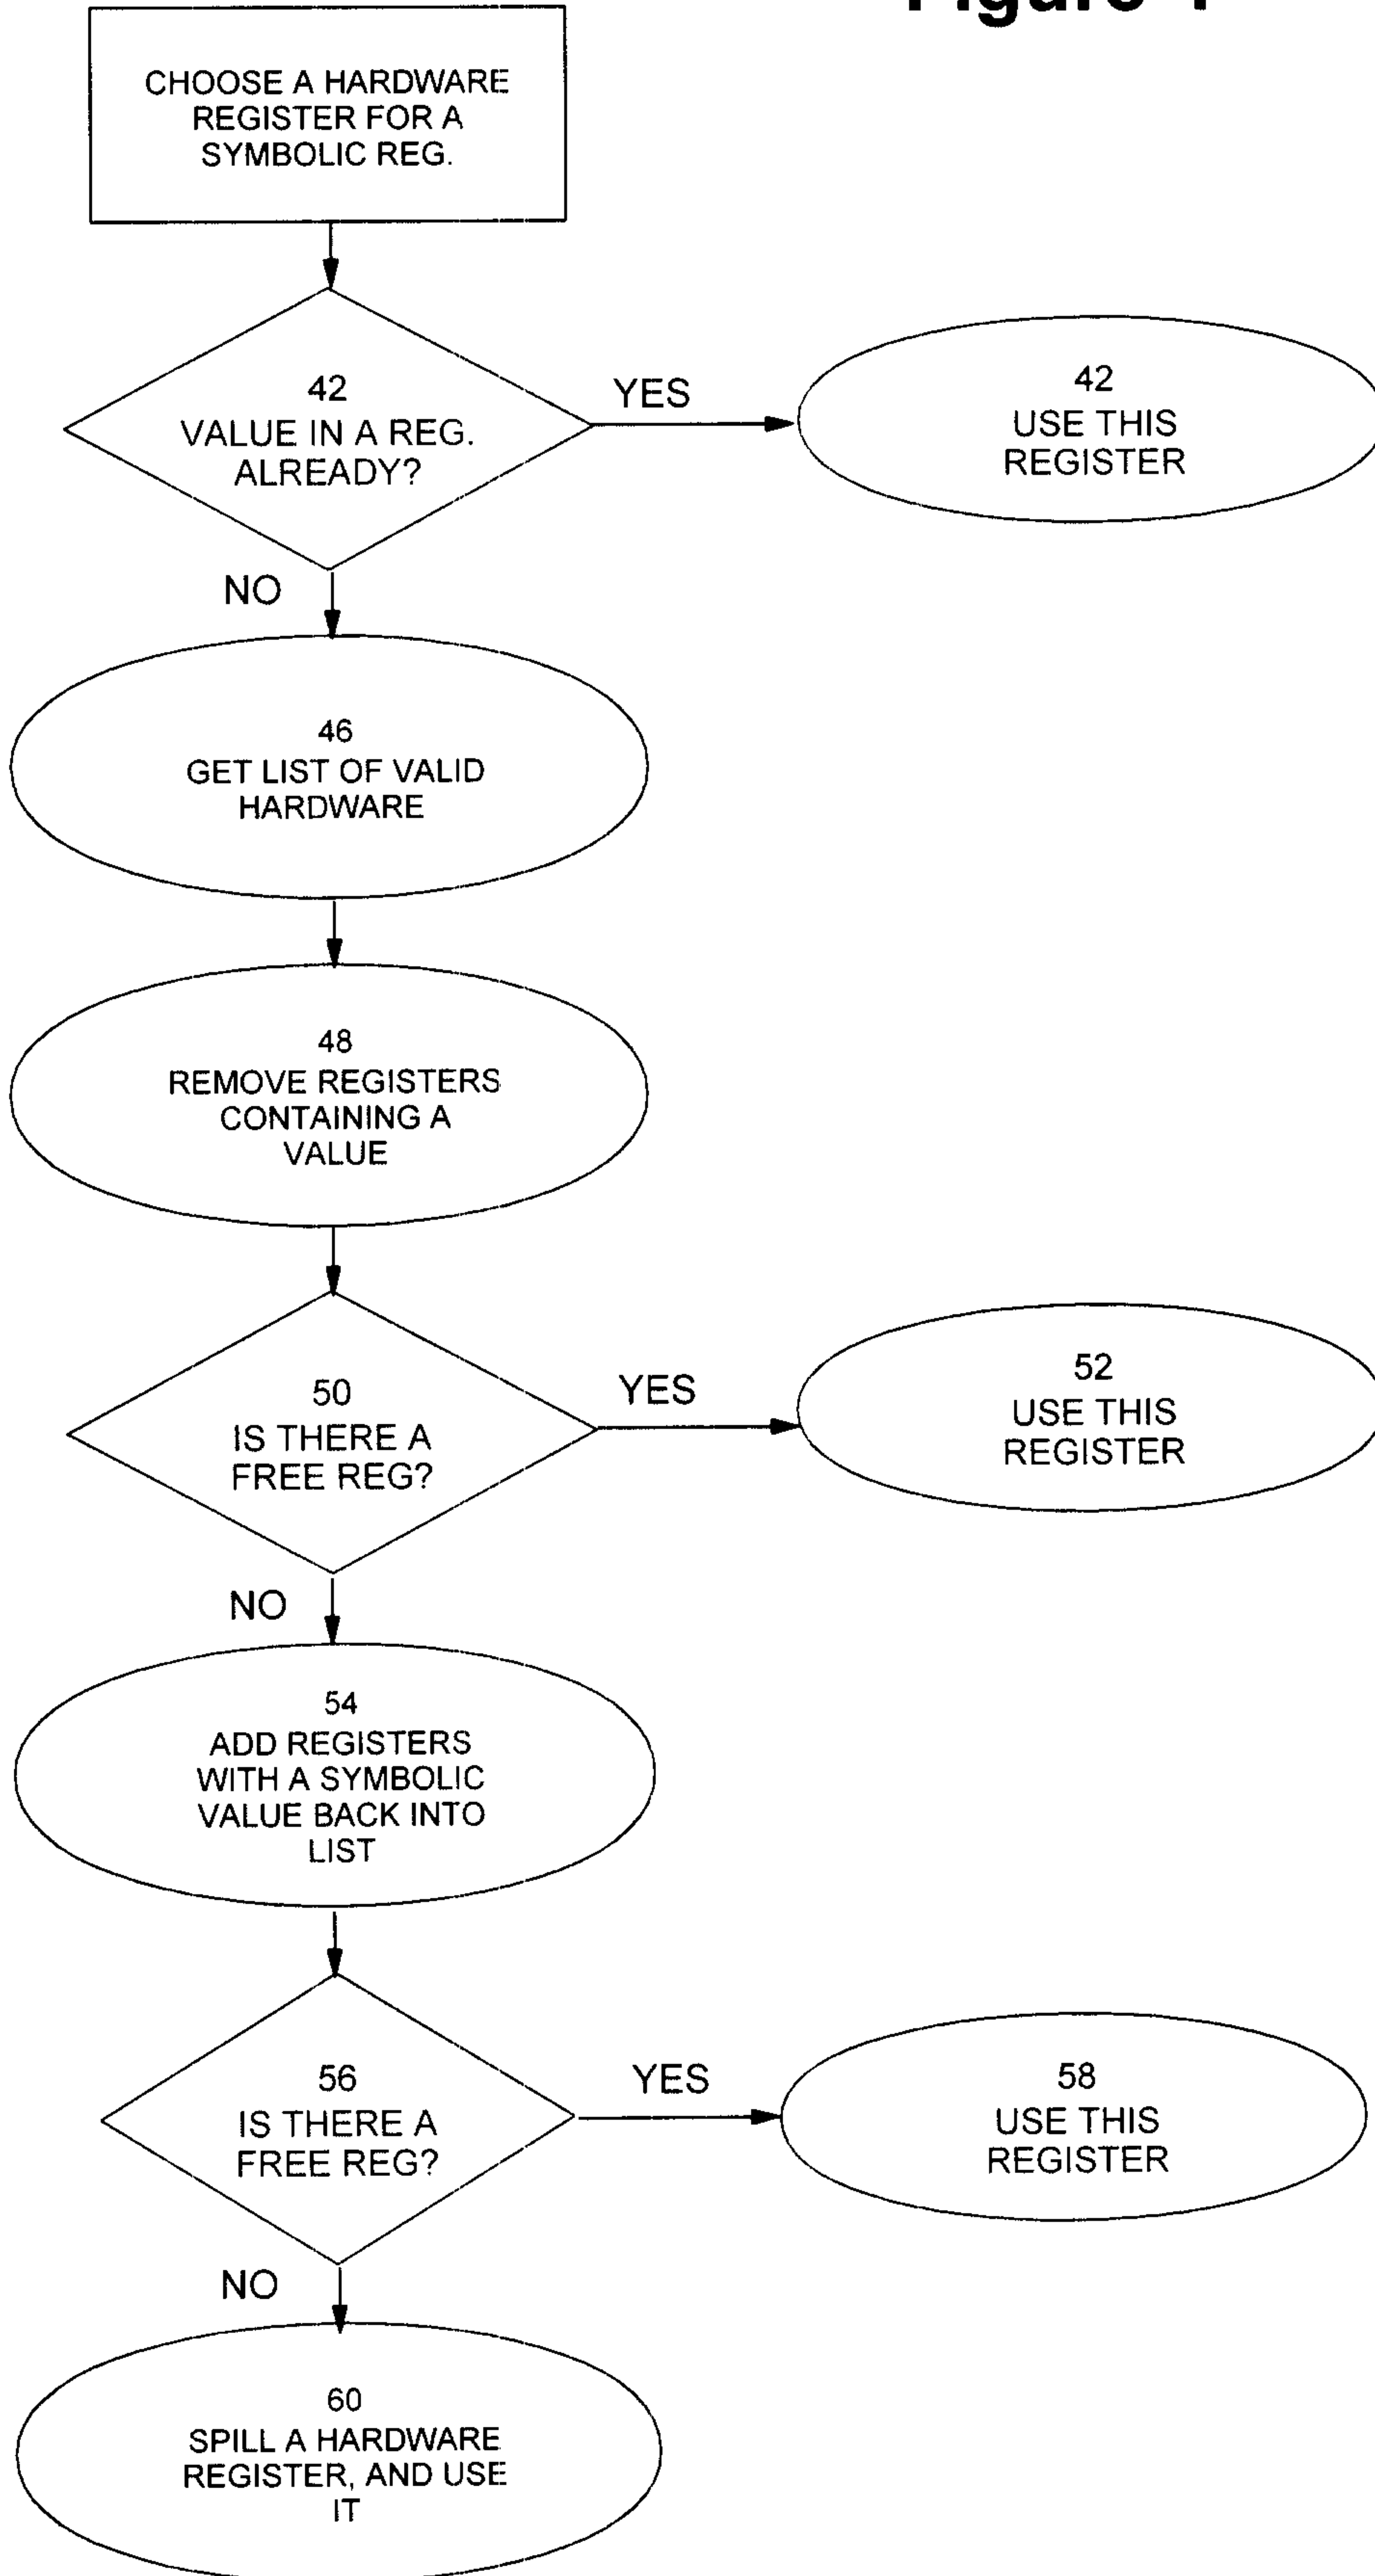 CHOOSE A HARDWARE
REGISTER FOR A
SYMBOLIC REG.
42
VALUE IN A REG.
ALREADY?
YES
42
USE THIS
REGISTER
NO
46
GET LIST OF VALID
HARDWARE
48
REMOVE REGISTERS
CONTAINING A
VALUE
50
IS THERE A
FREE REG?
YES
52
USE THIS
REGISTER
NO
54
ADD REGISTERS
WITH A SYMBOLIC
VALUE BACK INTO
LIST
56
IS THERE A
FREE REG?
YES
58
USE THIS
REGISTER
NO
60
SPILL A HARDWARE
REGISTER, AND USE
IT